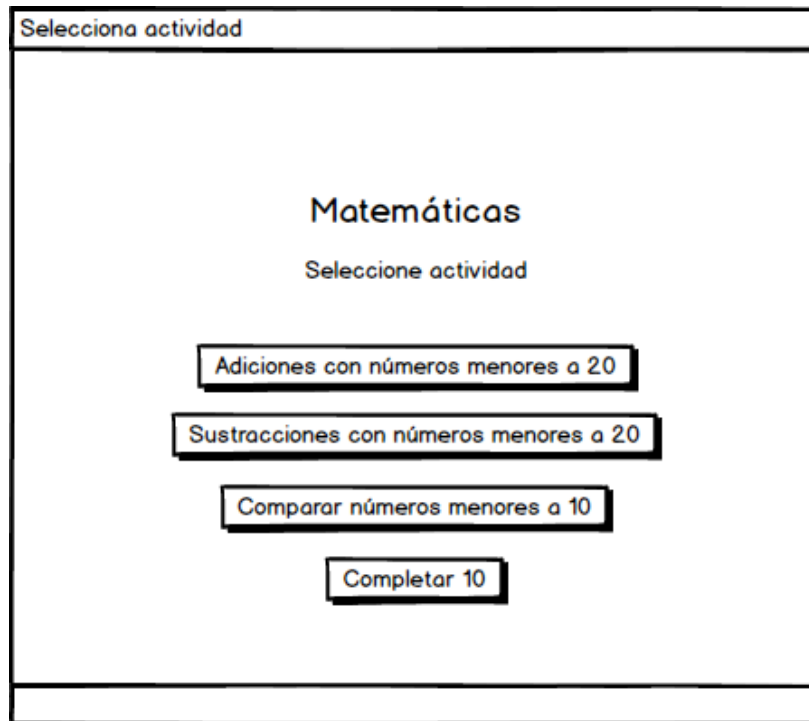 Selecciona actividad
Matemáticas
Seleccione actividad
Adiciones con números menores a 20
Sustracciones con números menores a 20
Comparar números menores a 10
Completar 10